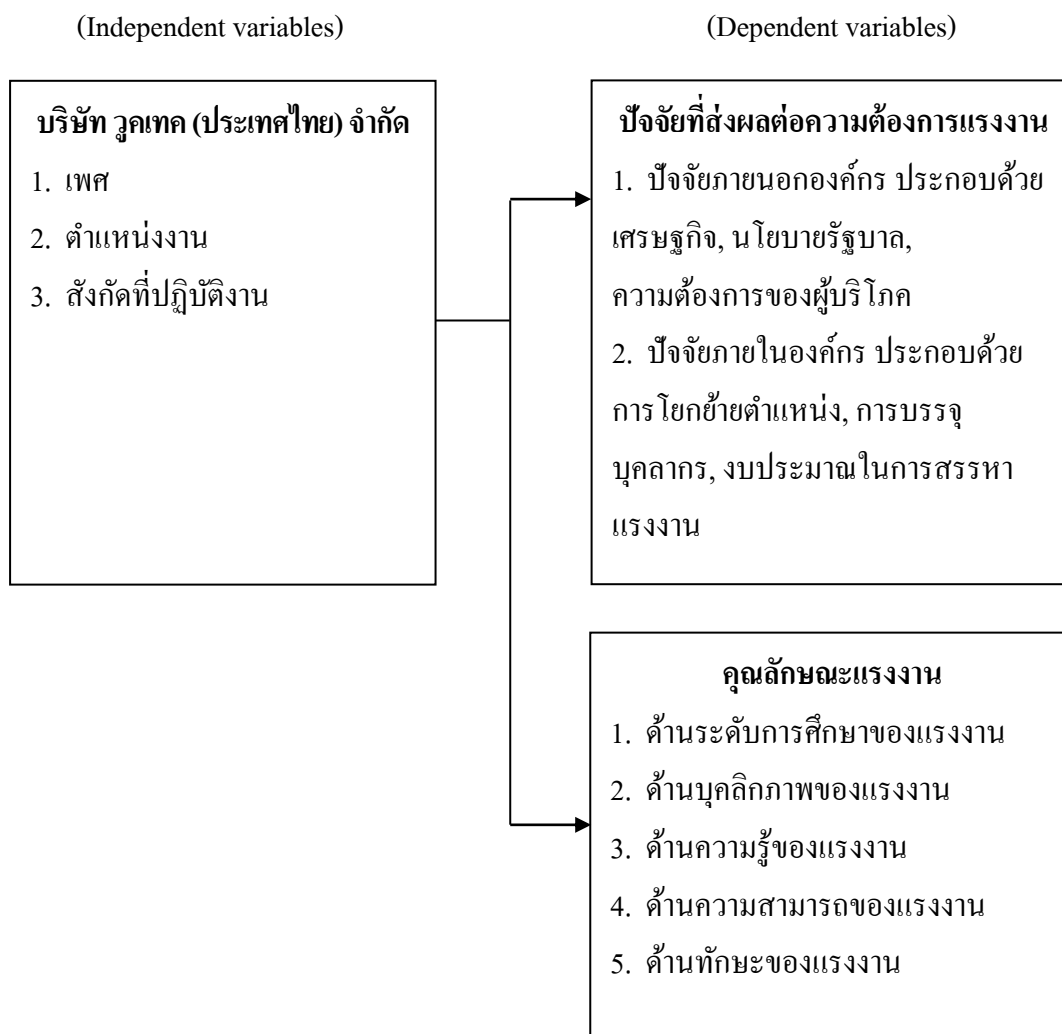 (Independent variables)
(Dependent variables)
บริษัท วูคเทค (ประเทศไทย) จำกัด
1. เพศ
2. ตำแหน่งงาน
3. สังกัดที่ปฏิบัติงาน
ปัจจัยที่ส่งผลต่อความต้องการแรงงาน
1. ปัจจัยภายนอกองค์กร ประกอบด้วย
เศรษฐกิจ, นโยบายรัฐบาล,
ความต้องการของผู้บริโภค
2. ปัจจัยภายในองค์กร ประกอบด้วย
การโยกย้ายตำแหน่ง, การบรรจุ
บุคลากร, งบประมาณในการสรรหา
แรงงาน
คุณลักษณะแรงงาน
1. ด้านระดับการศึกษาของแรงงาน
2. ด้านบุคลิกภาพของแรงงาน
3. ด้านความรู้ของแรงงาน
4. ด้านความสามารถของแรงงาน
5. ด้านทักษะของแรงงาน